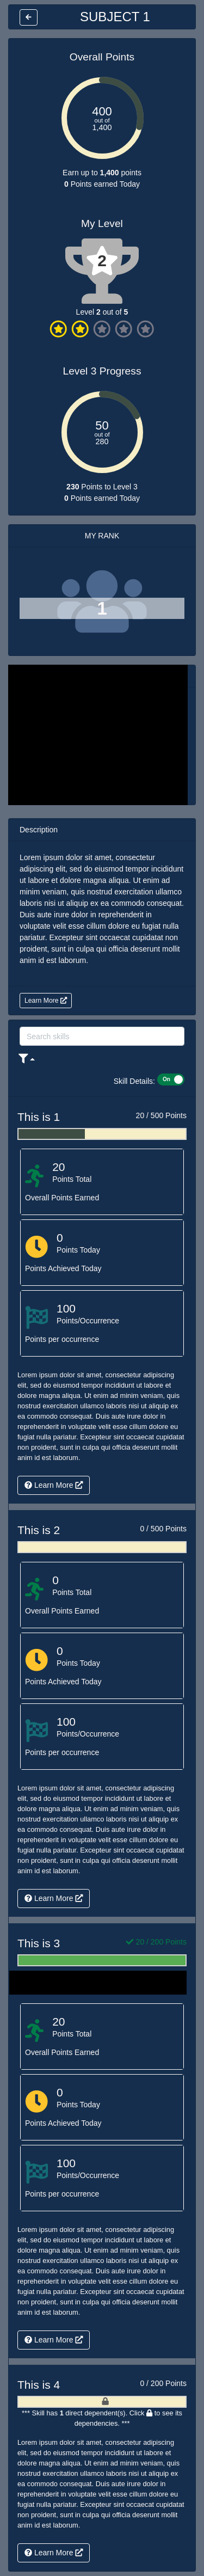 SUBJECT 1
Overall Points
400
out of
1,400
Earn up to 1,400 points
0 Points earned Today
My Level
2
Level 2 out of 5
Level 3 Progress
50
out of
280
230 Points to Level 3
0 Points earned Today
MY RANK
1
Description
Lorem ipsum dolor sit amet, consectetur
adipiscing elit, sed do eiusmod tempor incididunt
ut labore et dolore magna aliqua. Ut enim ad
minim veniam, quis nostrud exercitation ullamco
laboris nisi ut aliquip ex ea commodo consequat.
Duis aute irure dolor in reprehenderit in
voluptate velit esse cillum dolore eu fugiat nulla
pariatur. Excepteur sint occaecat cupidatat non
proident, sunt in culpa qui officia deserunt mollit
anim id est laborum.
Learn More
Search skills
Skill Details: On
This is 1
20 / 500 Points
20
Points Total
Overall Points Earned
0
Points Today
Points Achieved Today
100
Points/Occurrence
Points per occurrence
Lorem ipsum dolor sit amet, consectetur adipiscing
elit, sed do eiusmod tempor incididunt ut labore et
dolore magna aliqua. Ut enim ad minim veniam, quis
nostrud exercitation ullamco laboris nisi ut aliquip ex
ea commodo consequat. Duis aute irure dolor in
reprehenderit in voluptate velit esse cillum dolore eu
fugiat nulla pariatur. Excepteur sint occaecat cupidatat
non proident, sunt in culpa qui officia deserunt mollit
anim id est laborum.
Learn More
This is 2
0 / 500 Points
0
Points Total
Overall Points Earned
0
Points Today
Points Achieved Today
100
Points/Occurrence
Points per occurrence
Lorem ipsum dolor sit amet, consectetur adipiscing
elit, sed do eiusmod tempor incididunt ut labore et
dolore magna aliqua. Ut enim ad minim veniam, quis
nostrud exercitation ullamco laboris nisi ut aliquip ex
ea commodo consequat. Duis aute irure dolor in
reprehenderit in voluptate velit esse cillum dolore eu
fugiat nulla pariatur. Excepteur sint occaecat cupidatat
non proident, sunt in culpa qui officia deserunt mollit
anim id est laborum.
Learn More
This is 3
20 / 200 Points
20
Points Total
Overall Points Earned
0
Points Today
Points Achieved Today
100
Points/Occurrence
Points per occurrence
Lorem ipsum dolor sit amet, consectetur adipiscing
elit, sed do eiusmod tempor incididunt ut labore et
dolore magna aliqua. Ut enim ad minim veniam, quis
nostrud exercitation ullamco laboris nisi ut aliquip ex
ea commodo consequat. Duis aute irure dolor in
reprehenderit in voluptate velit esse cillum dolore eu
fugiat nulla pariatur. Excepteur sint occaecat cupidatat
non proident, sunt in culpa qui officia deserunt mollit
anim id est laborum.
Learn More
This is 4
0 / 200 Points
*** Skill has 1 direct dependent(s). Click to see its
dependencies. ***
Lorem ipsum dolor sit amet, consectetur adipiscing
elit, sed do eiusmod tempor incididunt ut labore et
dolore magna aliqua. Ut enim ad minim veniam, quis
nostrud exercitation ullamco laboris nisi ut aliquip ex
ea commodo consequat. Duis aute irure dolor in
reprehenderit in voluptate velit esse cillum dolore eu
fugiat nulla pariatur. Excepteur sint occaecat cupidatat
non proident, sunt in culpa qui officia deserunt mollit
anim id est laborum.
Learn More